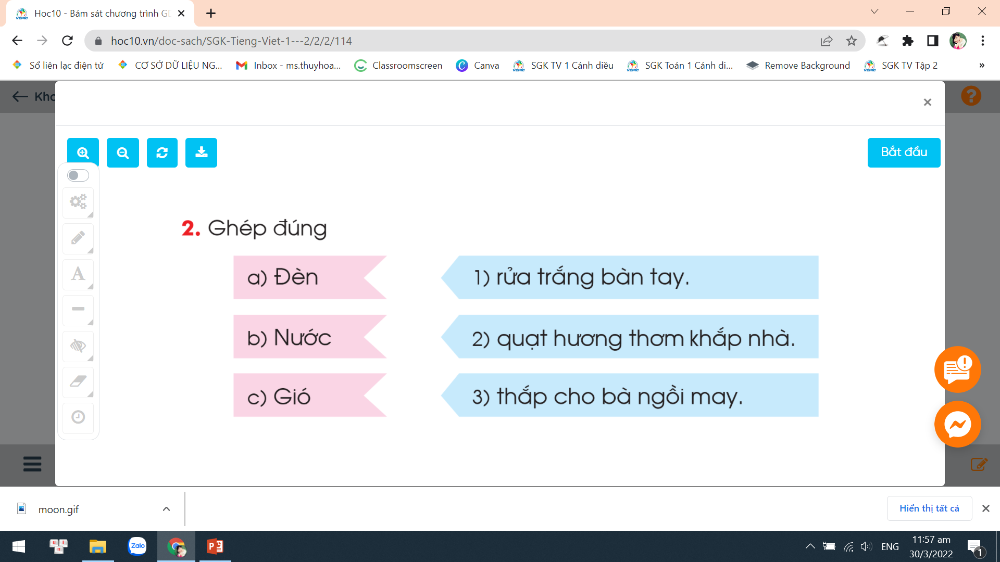 Hoc10 - Bám sát chương trình GD
hoc10.vn/doc-sach/SGK-Tieng-Viet-1---2/2/2/114
Sổ liên lạc điện tử
CƠ SỞ DỮ LIỆU NG...
Inbox - ms.thuyhoa...
Classroomscreen
Canva
SGK TV 1 Cánh diều
SGK Toán 1 Cánh di...
Remove Background
SGK TV Tập 2
»
Kho
Bắt đầu
2. Ghép đúng
a) Đèn
1) rửa trắng bàn tay.
b) Nước
2) quạt hương thơm khắp nhà.
c) Gió
3) thắp cho bà ngồi may.
moon.gif
Hiển thị tất cả
Zalo
ENG
11:57 am
30/3/2022
1